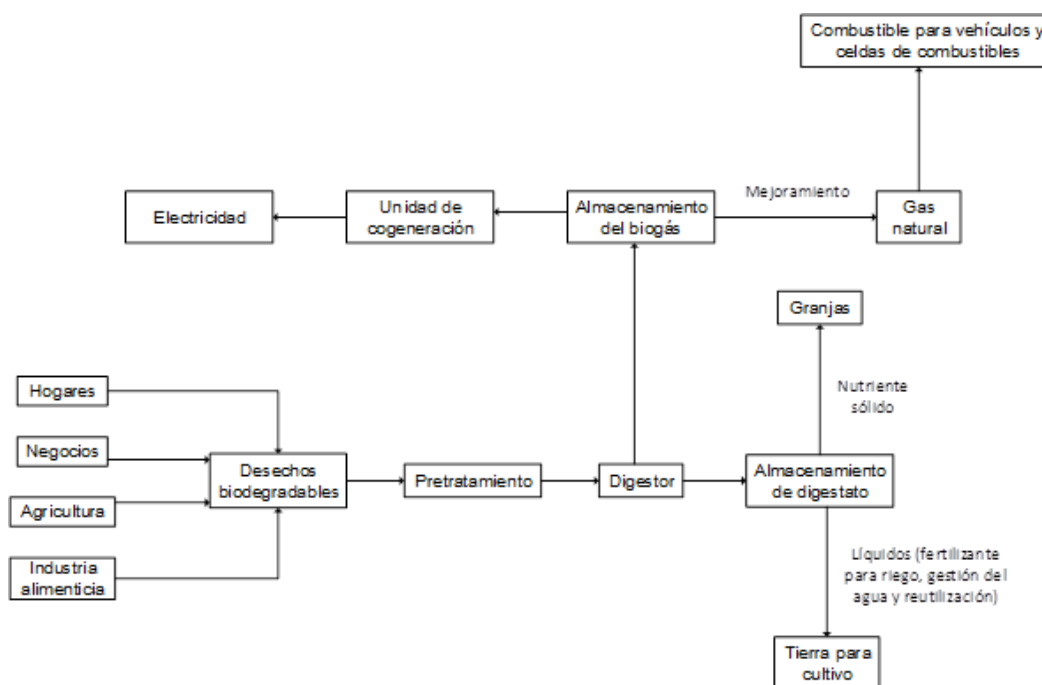 Combustible para vehículos y
celdas de combustibles
Mejoramiento
Electricidad
Unidad de
cogeneración
Almacenamiento
del biogás
Gas
natural
Granjas
Nutriente
sólido
Hogares
Negocios
Agricultura
Industria
alimenticia
Desechos
biodegradables
Pretratamiento
Digestor
Almacenamiento
de digestato
Líquidos (fertilizante
para riego, gestión del
agua y reutilización)
Tierra para
cultivo